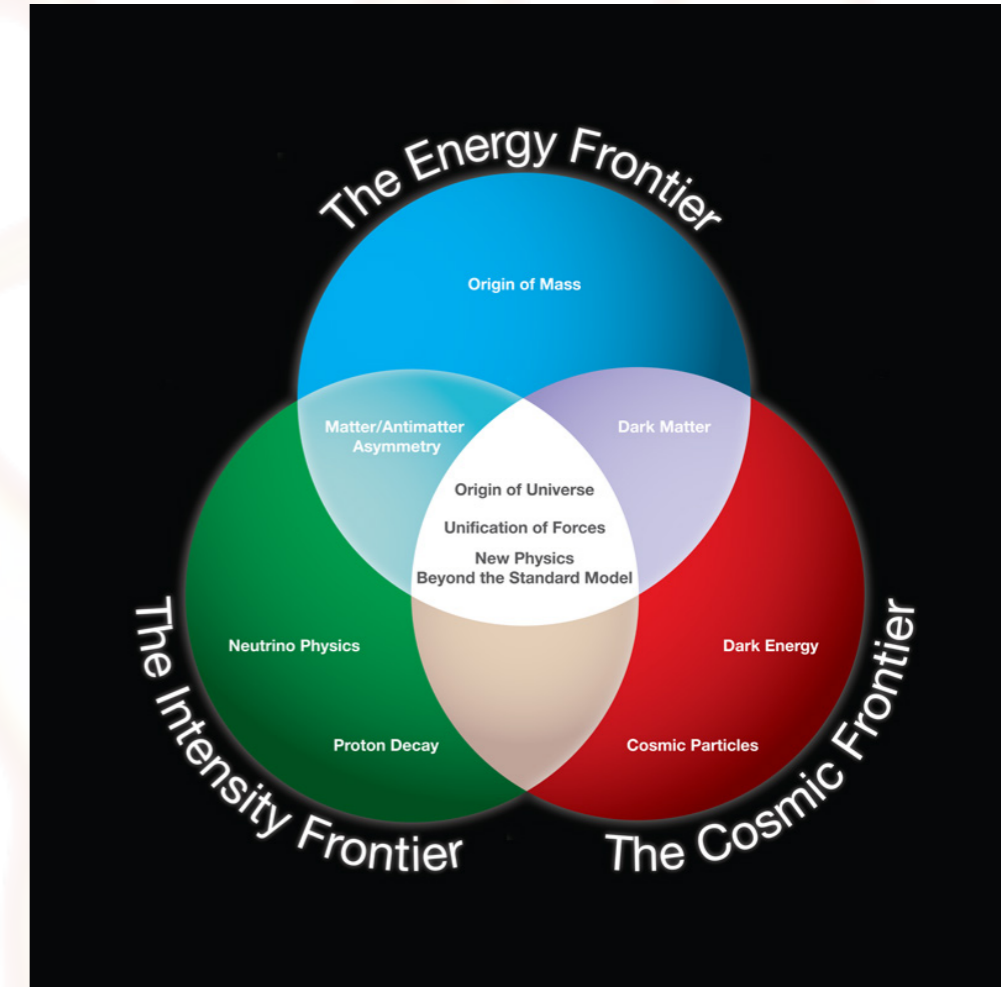 The Energy Frontier
Origin of Mass
Matter/Antimatter
Asymmetry
Dark Matter
Origin of Universe
Unification of Forces
New Physics
Beyond the Standard Model
Neutrino Physics
Dark Energy
Proton Decay
Cosmic Particles
The Intensity Frontier
The Cosmic Frontier